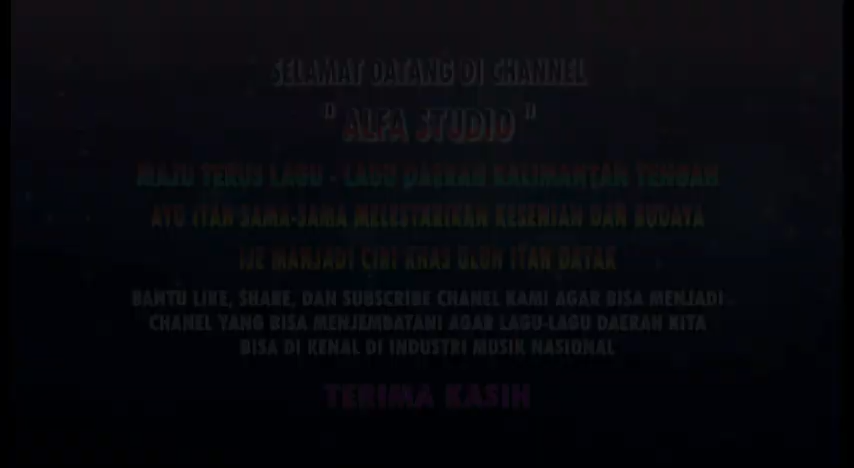 SELAMAT DATANG DI CHANNEL
" ALFA STUDIO "
MAJU TERUS LAGU - LAGU DAERAH KALIMANTAN TENGAH
AYU ITAH SAMA-SAMA MELESTARIKAN KESENIAN DAN BUDAYA
IJE MANJADI CIRI KHAS ULUH ITAH DAYAK
BANTU LIKE, SHARE, DAN SUBSCRIBE CHANEL KAMI AGAR BISA MENJADI
CHANEL YANG BISA MENJEMBATANI AGAR LAGU-LAGU DAERAH KITA
BISA DI KENAL DI INDUSTRI MUSIK NASIONAL
TERIMA KASIH